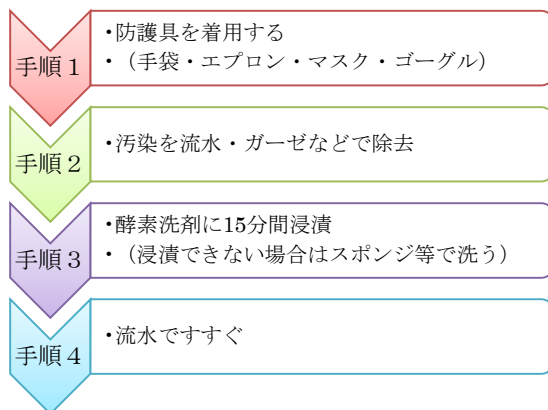 手順1
・防護具を着用する
・（手袋・エプロン・マスク・ゴーグル）
手順2
・汚染を流水・ガーゼなどで除去
手順3
・酵素洗剤に15分間浸漬
・（浸漬できない場合はスポンジ等で洗う）
手順4
・流水ですすぐ